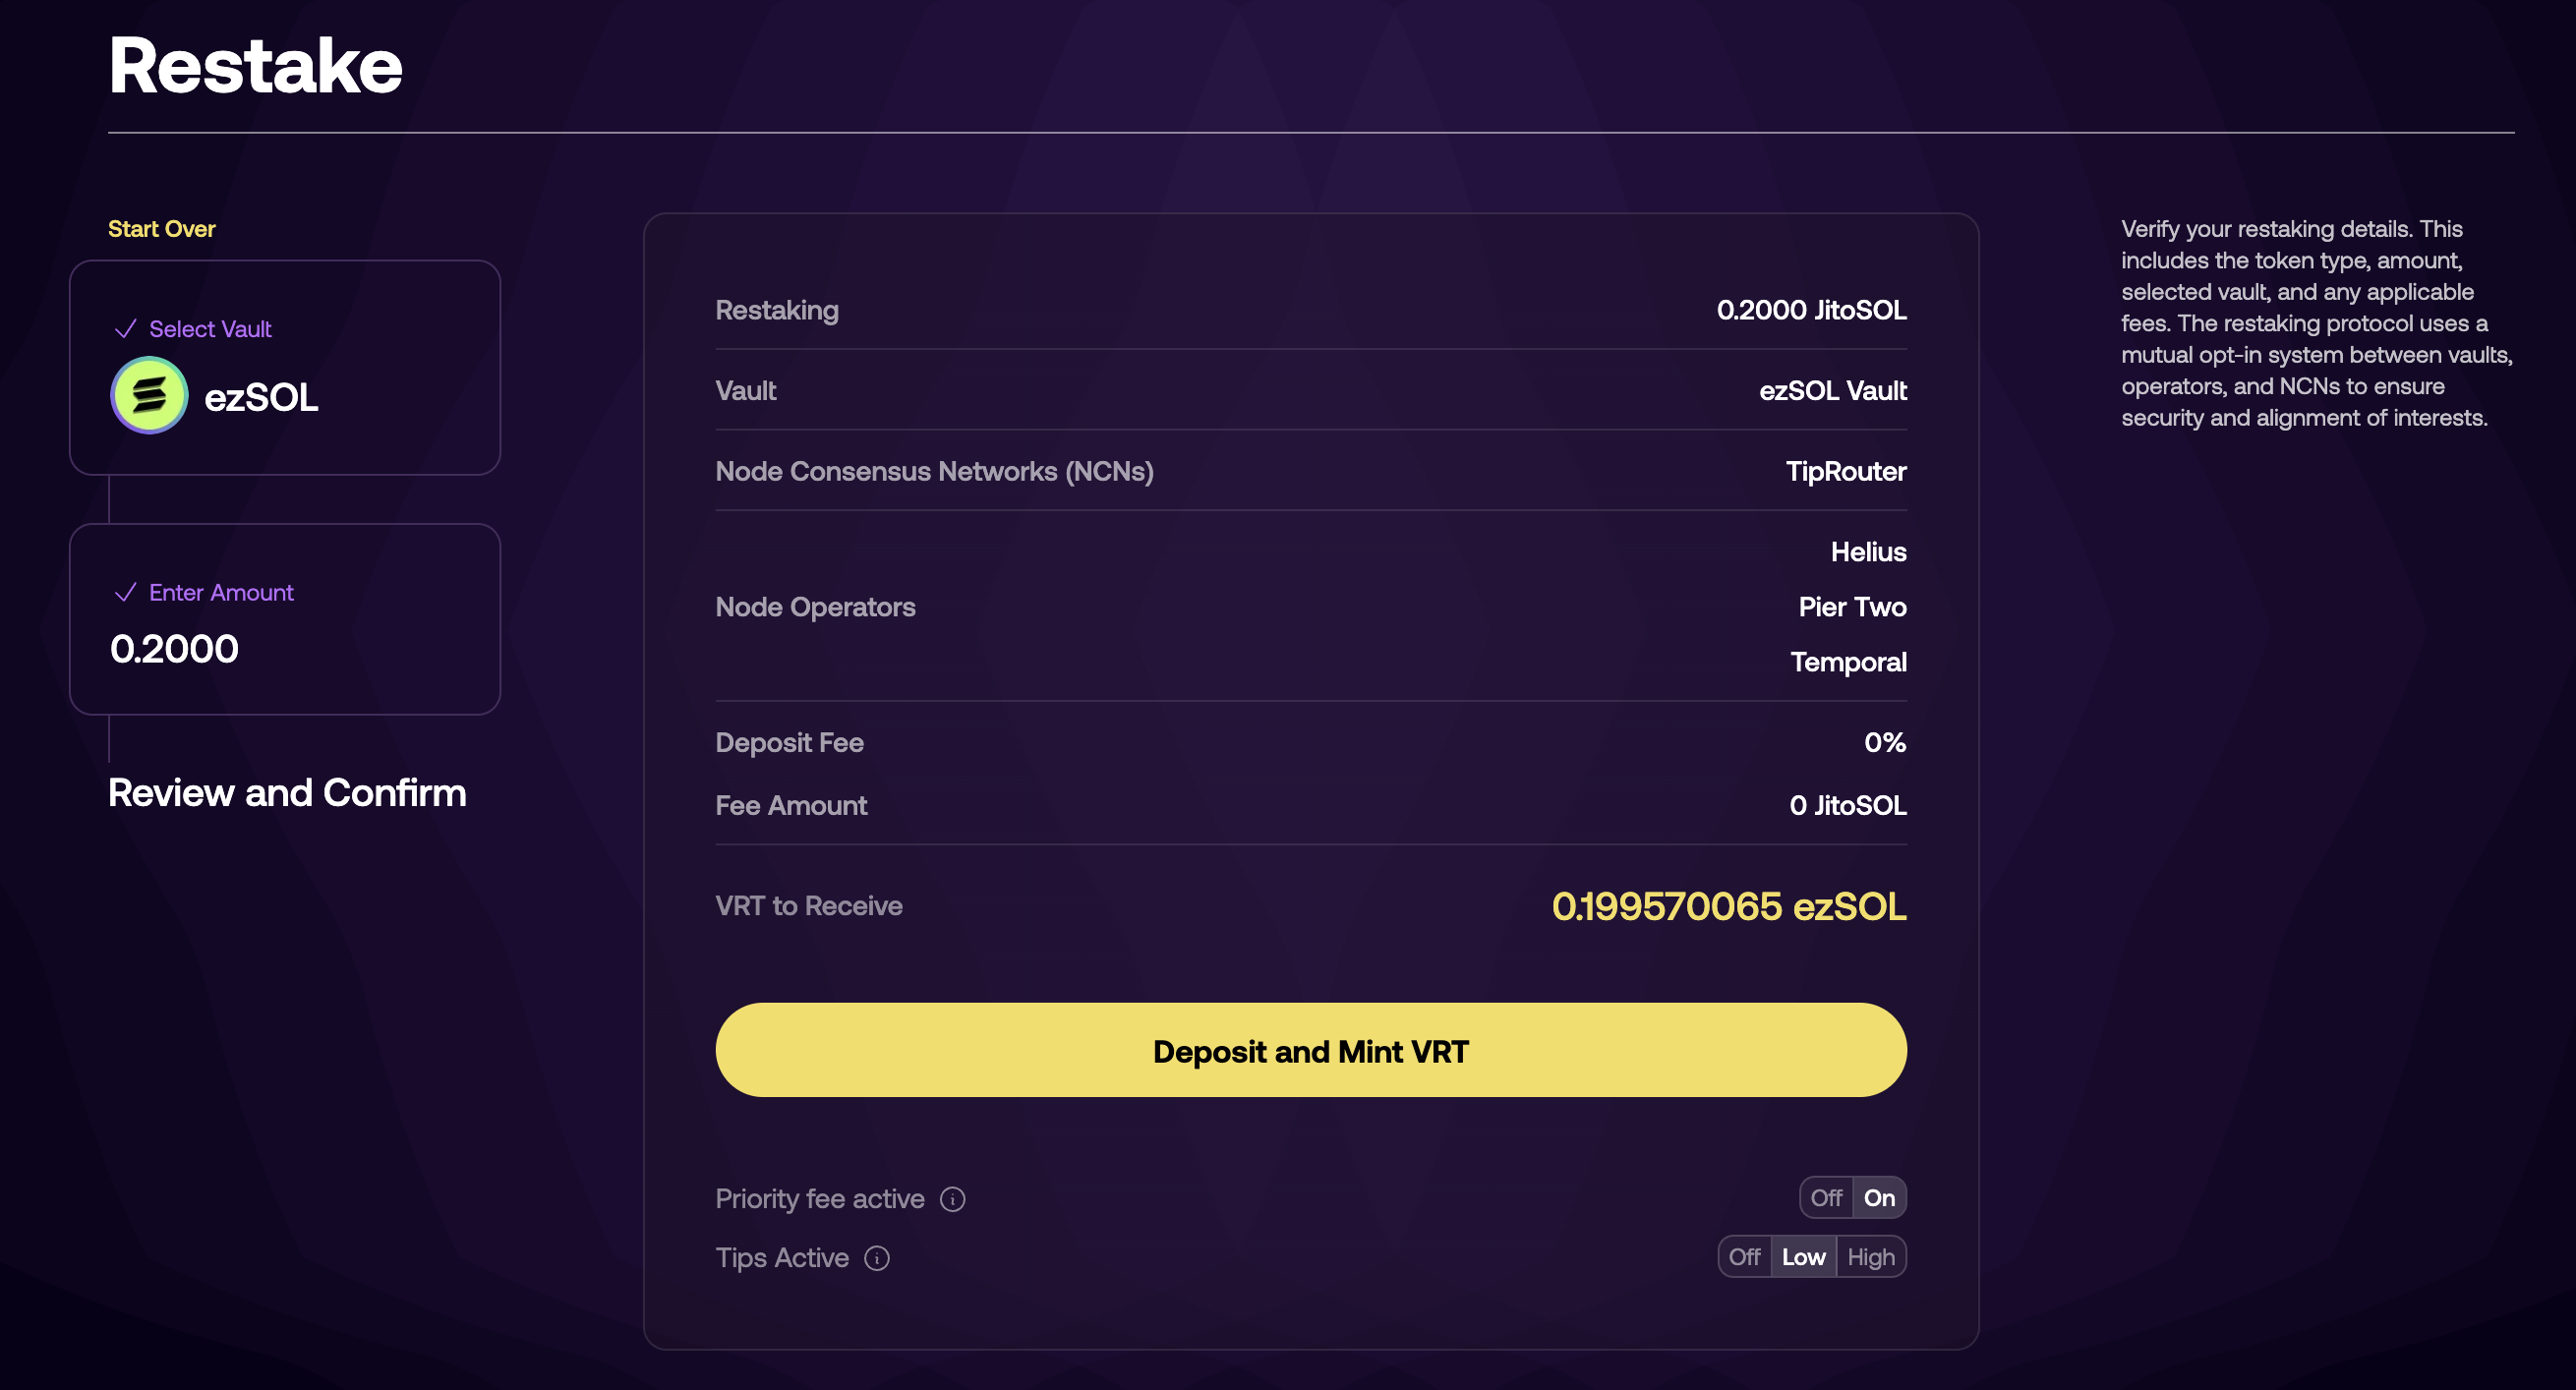 Restake
Start Over
Select Vault
ezSOL
Enter Amount
0.2000
Review and Confirm
Restaking 0.2000 JitoSOL
Vault ezSOL Vault
Node Consensus Networks (NCNs) TipRouter
Node Operators
Helius
Pier Two
Temporal
Deposit Fee 0%
Fee Amount 0 JitoSOL
VRT to Receive 0.199570065 ezSOL
Deposit and Mint VRT
Priority fee active Off On
Tips Active Off Low High
Verify your restaking details. This
includes the token type, amount,
selected vault, and any applicable
fees. The restaking protocol uses a
mutual opt-in system between vaults,
operators, and NCNs to ensure
security and alignment of interests.